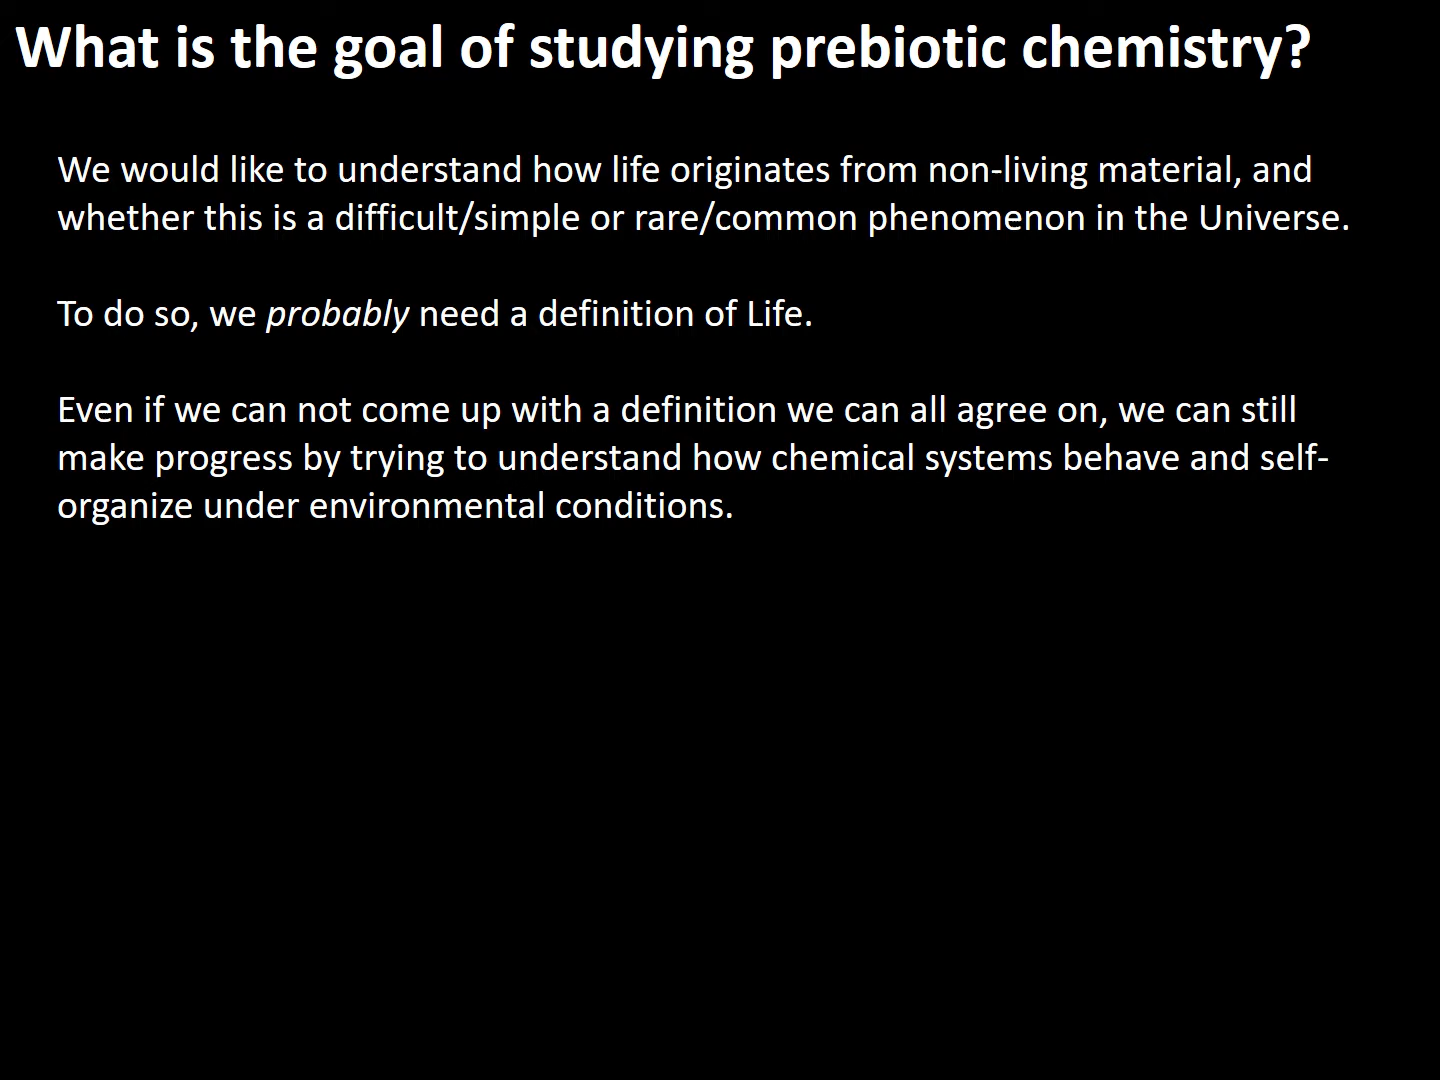 What is the goal of studying prebiotic chemistry?
We would like to understand how life originates from non-living material, and
whether this is a difficult/simple or rare/common phenomenon in the Universe.
To do so, we probably need a definition of Life.
Even if we can not come up with a definition we can all agree on, we can still
make progress by trying to understand how chemical systems behave and self-
organize under environmental conditions.